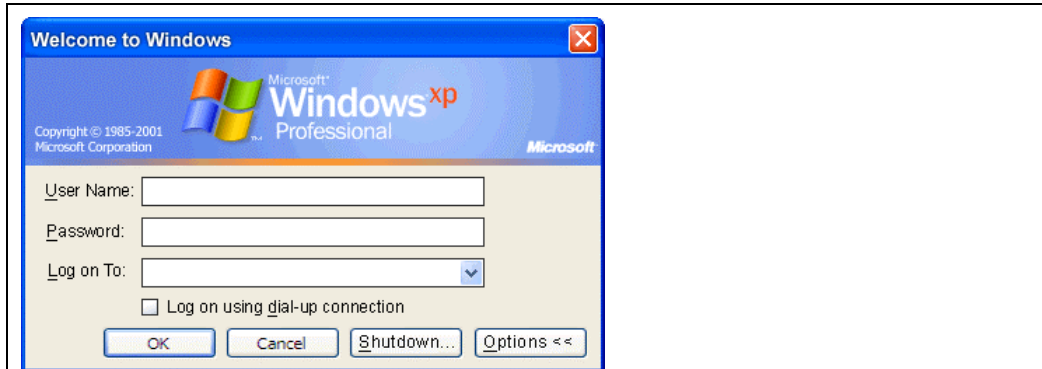 Welcome to Windows
Microsoft®
Windows xp
Professional
Copyright © 1985-2001
Microsoft Corporation
Microsoft
User Name:
Password:
Log on To:
Log on using dial-up connection
OK Cancel Shutdown... Options <<